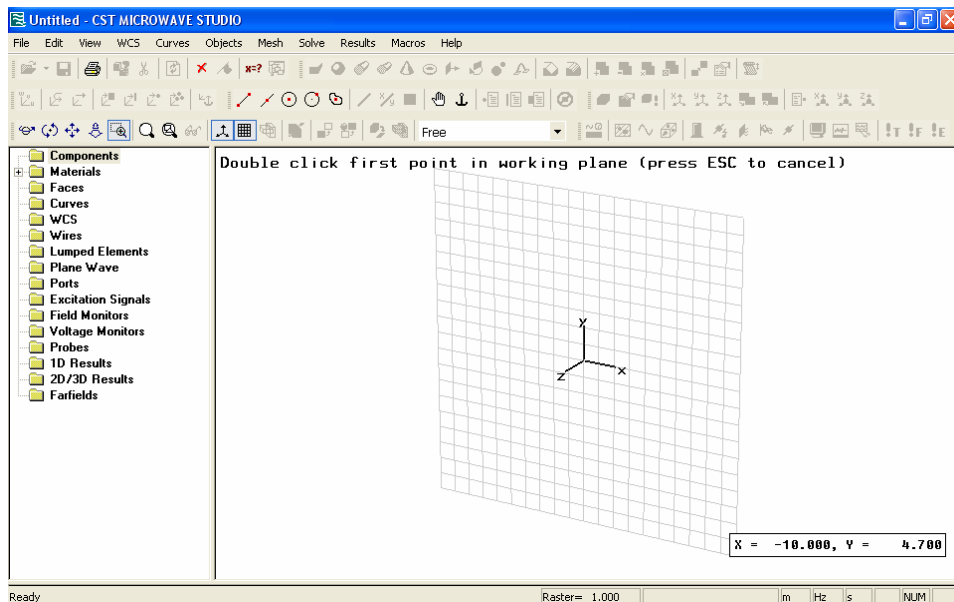 Untitled - CST MICROWAVE STUDIO
File Edit View WCS Curves Objects Mesh Solve Results Macros Help
x=?
Free
Components
Materials
Faces
Curves
WCS
Wires
Lumped Elements
Plane Wave
Ports
Excitation Signals
Field Monitors
Voltage Monitors
Probes
1D Results
2D/3D Results
Farfields
Double click first point in working plane (press ESC to cancel)
y
x
z
X = -10.000, Y = 4.700
Ready Raster= 1.000 m Hz s NUM